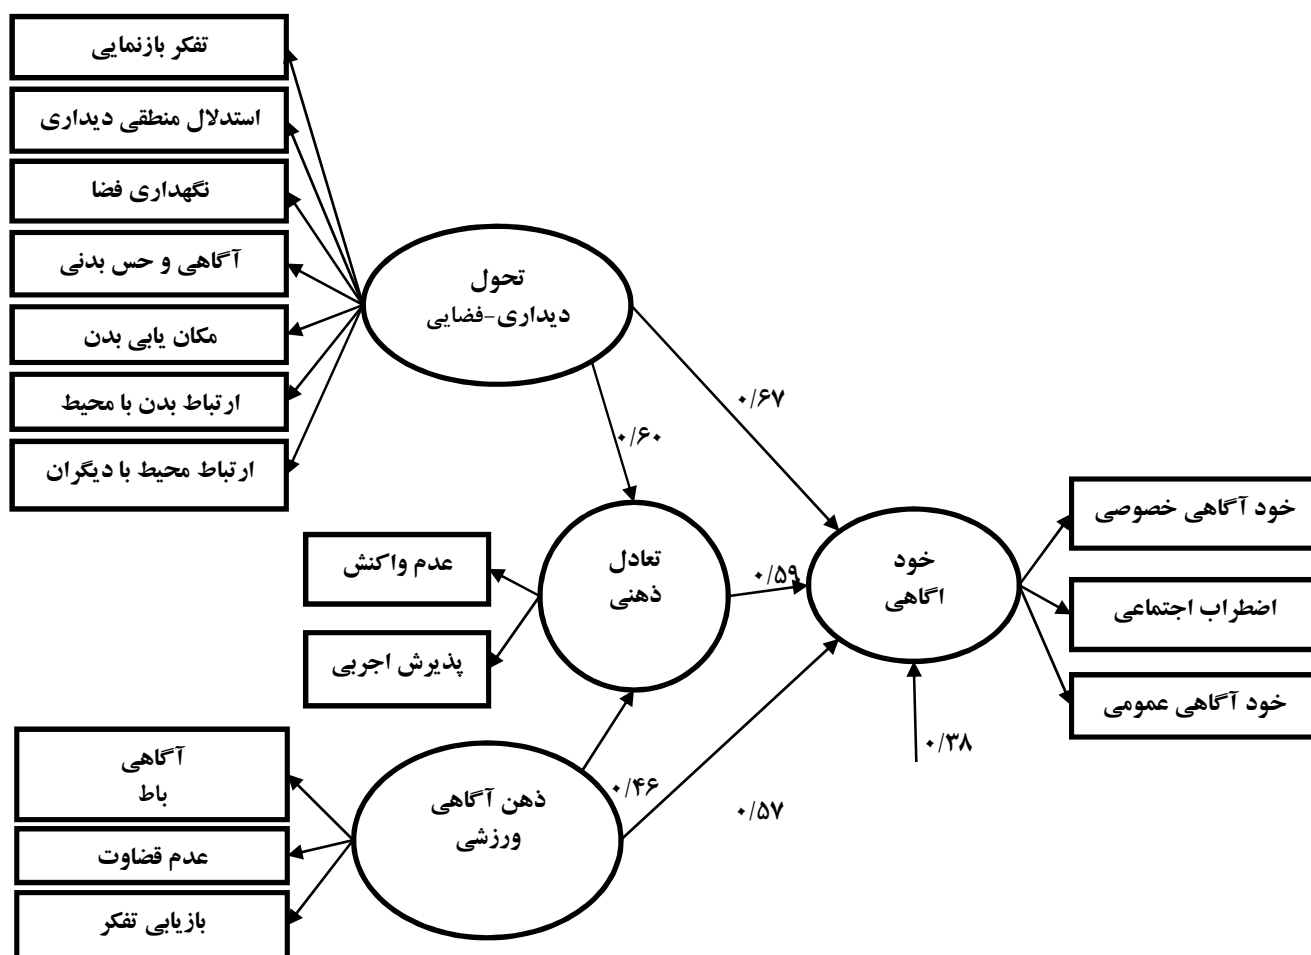 تفکر بازنمایی
استدلال منطقی دیداری
نگهداری فضا
آگاهی و حس بدنی
مکان یابی بدن
ارتباط بدن با محیط
ارتباط محیط با دیگران
تحول
دیداری-فضایی
۰/۶۷
۰/۶۰
عدم واکنش
پذیرش اجربی
تعادل
ذهنی
۰/۵۹
خود
اگاهی
خود آگاهی خصوصی
اضطراب اجتماعی
خود آگاهی عمومی
۰/۳۸
آگاهی
باط
عدم قضاوت
بازیابی تفکر
ذهن آگاهی
ورزشی
۰/۴۶
۰/۵۷